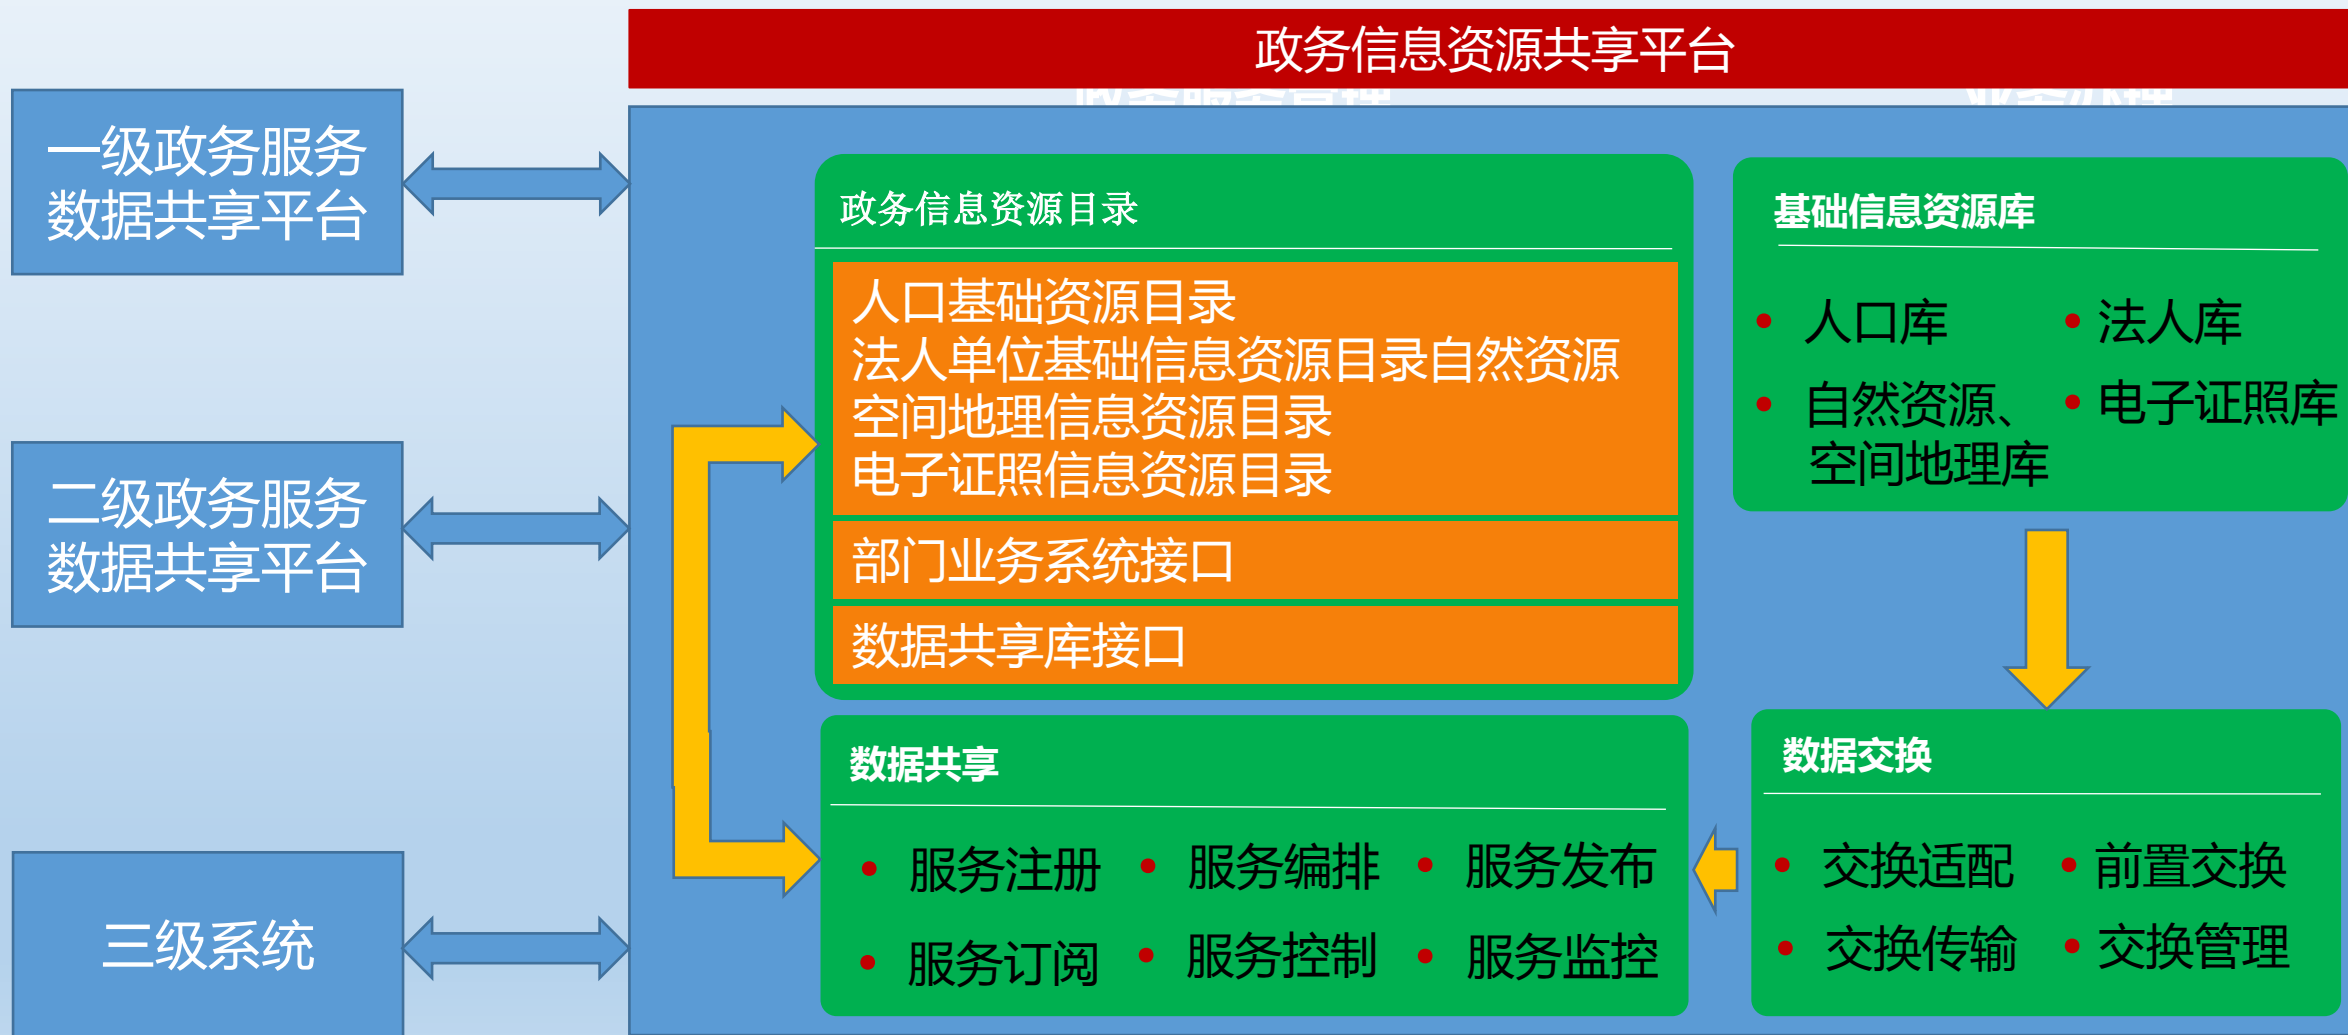 政务信息资源共享平台
一级政务服务
数据共享平台
二级政务服务
数据共享平台
三级系统
政务信息资源目录
人口基础资源目录
法人单位基础信息资源目录自然资源
空间地理信息资源目录
电子证照信息资源目录
部门业务系统接口
数据共享库接口
基础信息资源库
• 人口库
• 法人库
• 自然资源、
空间地理库
• 电子证照库
数据共享
• 服务注册
• 服务编排
• 服务发布
• 服务订阅
• 服务控制
• 服务监控
数据交换
• 交换适配
• 前置交换
• 交换传输
• 交换管理